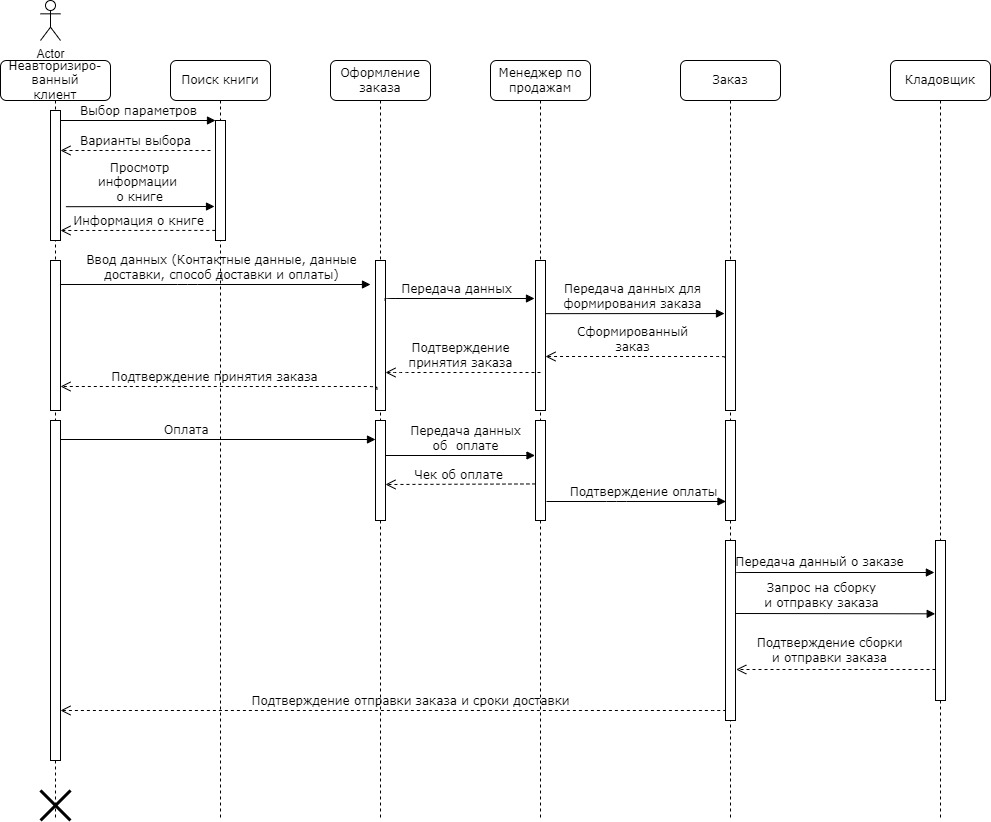 Actor
Неавторизиро-
ванный
клиент
Поиск книги
Оформление
заказа
Менеджер по
продажам
Заказ
Кладовщик
Выбор параметров
Варианты выбора
Просмотр
информации
о книге
Информация о книге
Ввод данных (Контактные данные, данные
доставки, способ доставки и оплаты)
Передача данных
Передача данных для
формирования заказа
Сформированный
заказ
Подтверждение
принятия заказа
Подтверждение принятия заказа
Оплата
Передача данных
об оплате
Чек об оплате
Подтверждение оплаты
Передача данный о заказе
Запрос на сборку
и отправку заказа
Подтверждение сборки
и отправки заказа
Подтверждение отправки заказа и сроки доставки